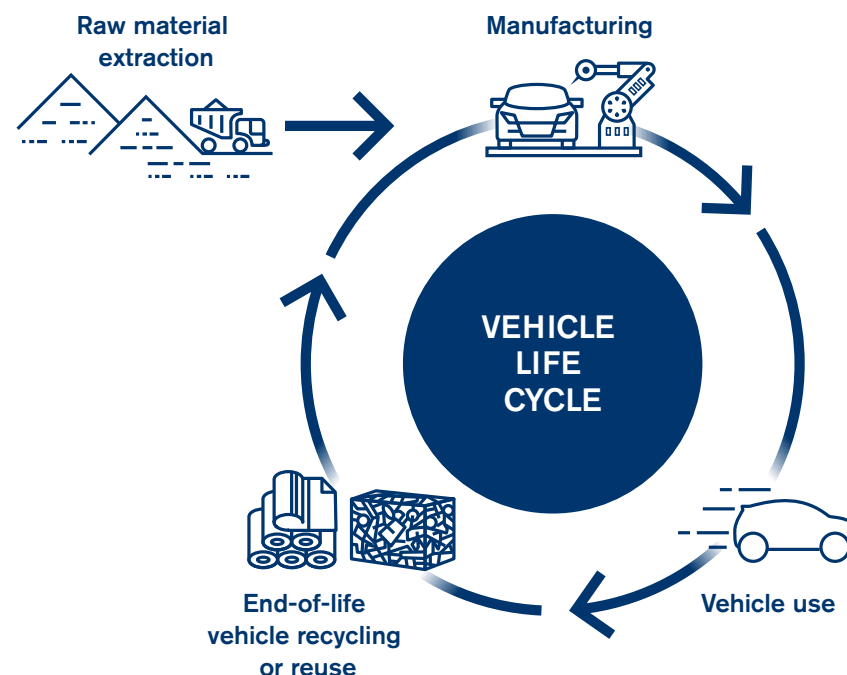 Raw material
extraction
Manufacturing
VEHICLE
LIFE
CYCLE
End-of-life
vehicle recycling
or reuse
Vehicle use